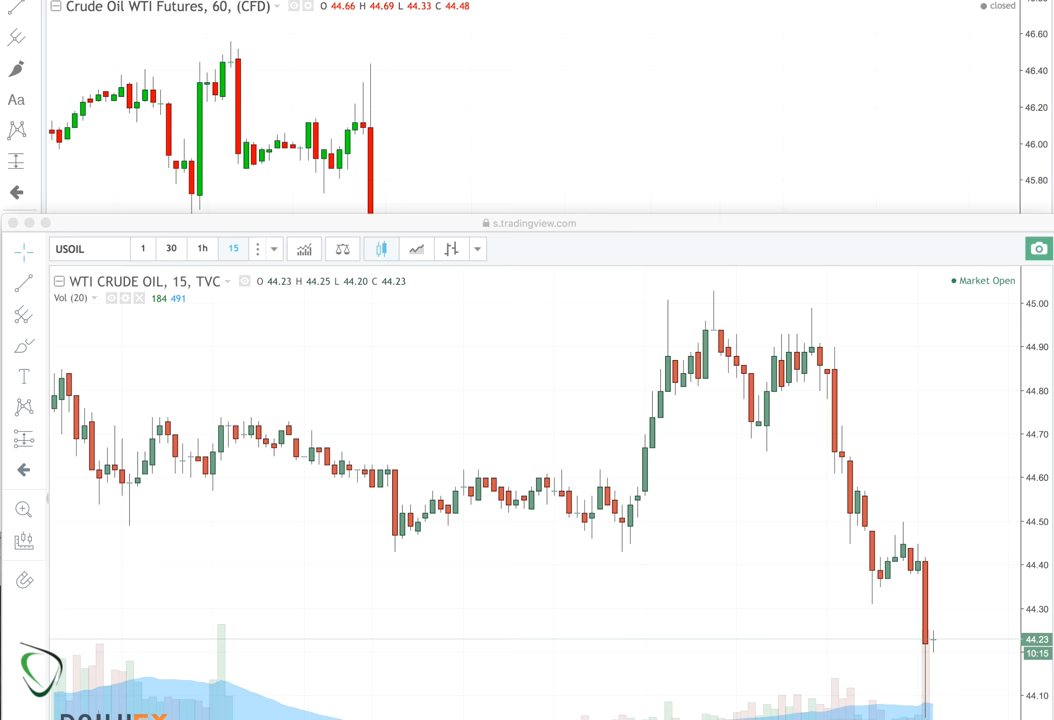 Crude Oil WTI Futures, 60, (CFD) O 44.66 H 44.69 L 44.33 C 44.48
closed
46.60
46.40
Aa
46.20
46.00
45.80
s.tradingview.com
USOIL 1 30 1h 15
WTI CRUDE OIL, 15, TVC O 44.23 H 44.25 L 44.20 C 44.23
Market Open
Vol (20) 184 491
45.00
44.90
T
44.80
44.70
44.60
44.50
44.40
44.30
44.23
10:15
44.10